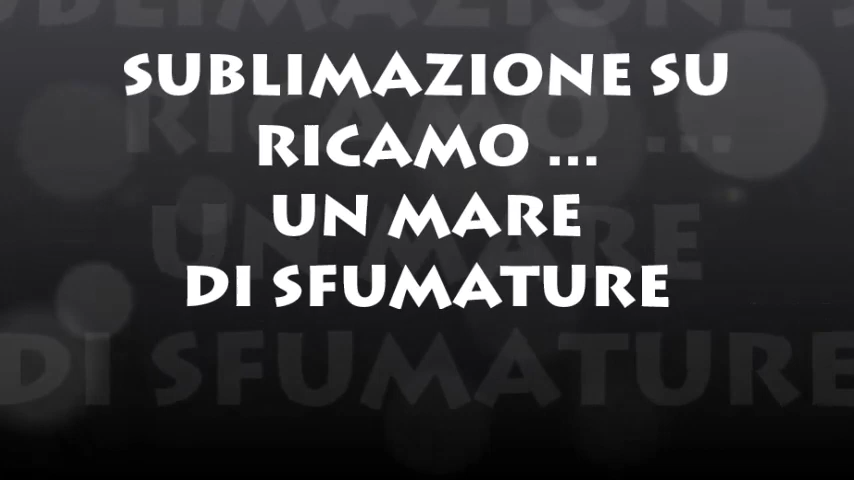 SUBLIMAZIONE SU
RICAMO ...
UN MARE
DI SFUMATURE